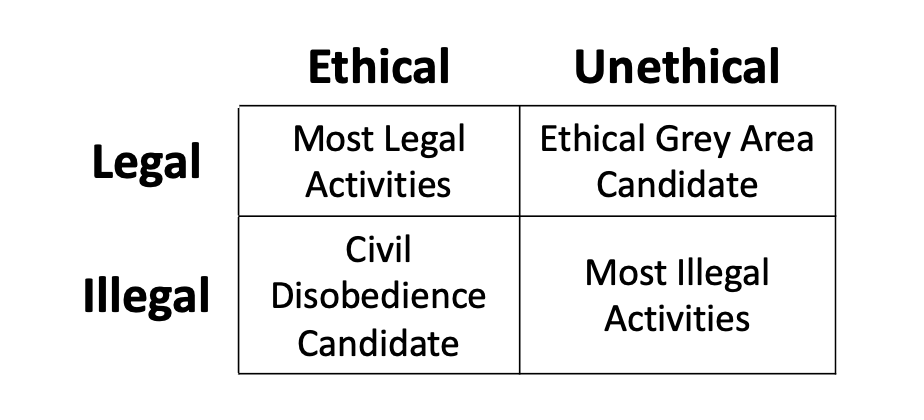 Ethical Unethical
Legal
Most Legal
Activities
Ethical Grey Area
Candidate
Illegal
Civil
Disobedience
Candidate
Most Illegal
Activities